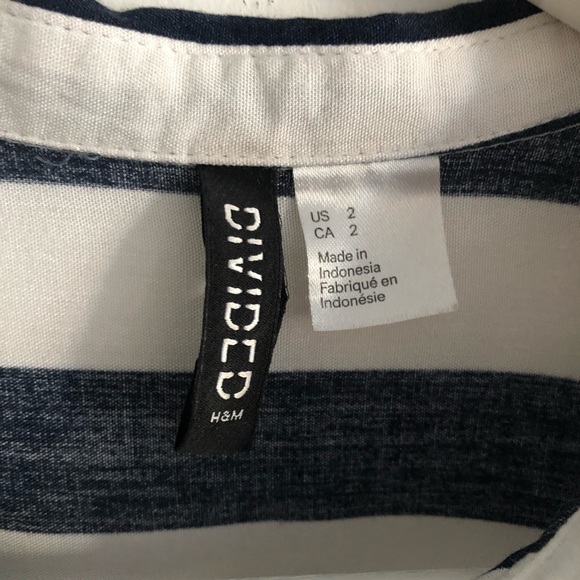 DIVIDED
H&M
US 2
CA 2
Made in
Indonesia
Fabriqué en
Indonésie